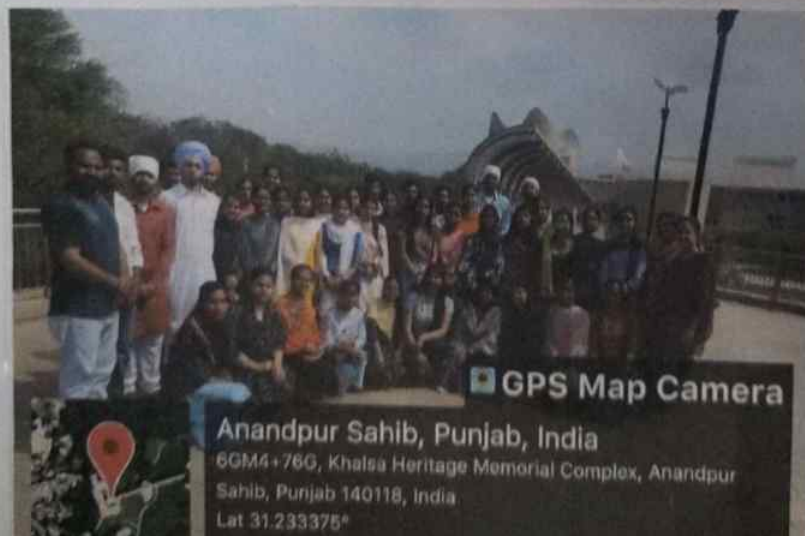 GPS Map Camera
Anandpur Sahib, Punjab, India
6GM4+76G, Khalsa Heritage Memorial Complex, Anandpur
Sahib, Punjab 140118, India
Lat 31.233375°